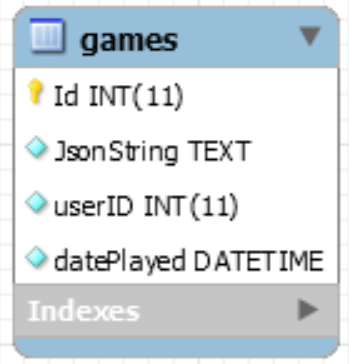 games
Id INT(11)
JsonString TEXT
userID INT(11)
datePlayed DATETIME
Indexes